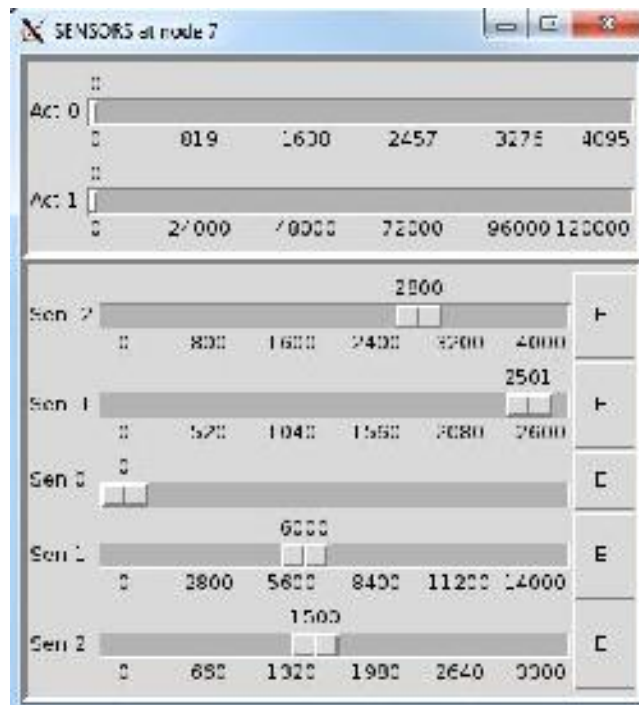 SENSORS at node 7
0
Act 0
0 819 1638 2457 3276 4095
0
Act 1
0 24000 48000 72000 96000 120000
2800
Sen -2
0 800 1600 2400 3200 4000
2501
Sen -1
0 520 1040 1560 2080 2600
0
Sen 0
6000
Sen 1
0 2800 5600 8400 11200 14000
1500
Sen 2
0 660 1320 1980 2640 3300